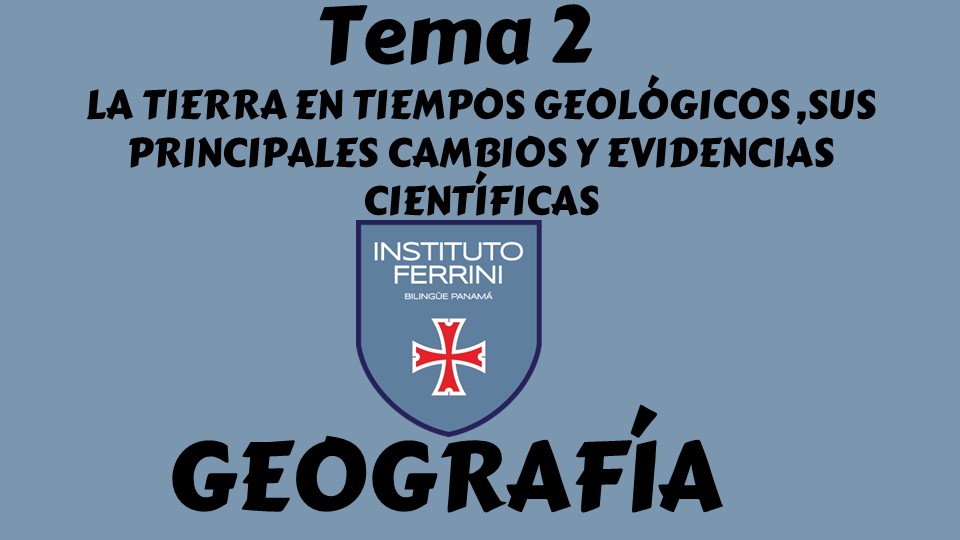 Tema 2
LA TIERRA EN TIEMPOS GEOLÓGICOS ,SUS
PRINCIPALES CAMBIOS Y EVIDENCIAS
CIENTÍFICAS
INSTITUTO
FERRINI
BILINGÜE PANAMÁ
GEOGRAFÍA